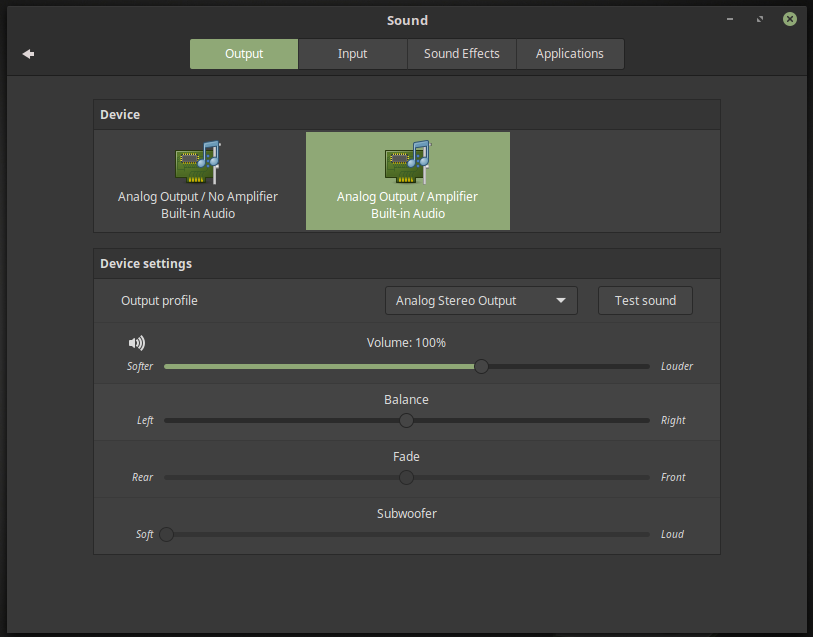 Sound
Output
Input
Sound Effects
Applications
Device
Analog Output / No Amplifier
Built-in Audio
Analog Output / Amplifier
Built-in Audio
Device settings
Output profile
Analog Stereo Output
Test sound
Volume: 100%
Softer
Louder
Balance
Left
Right
Fade
Rear
Front
Subwoofer
Soft
Loud